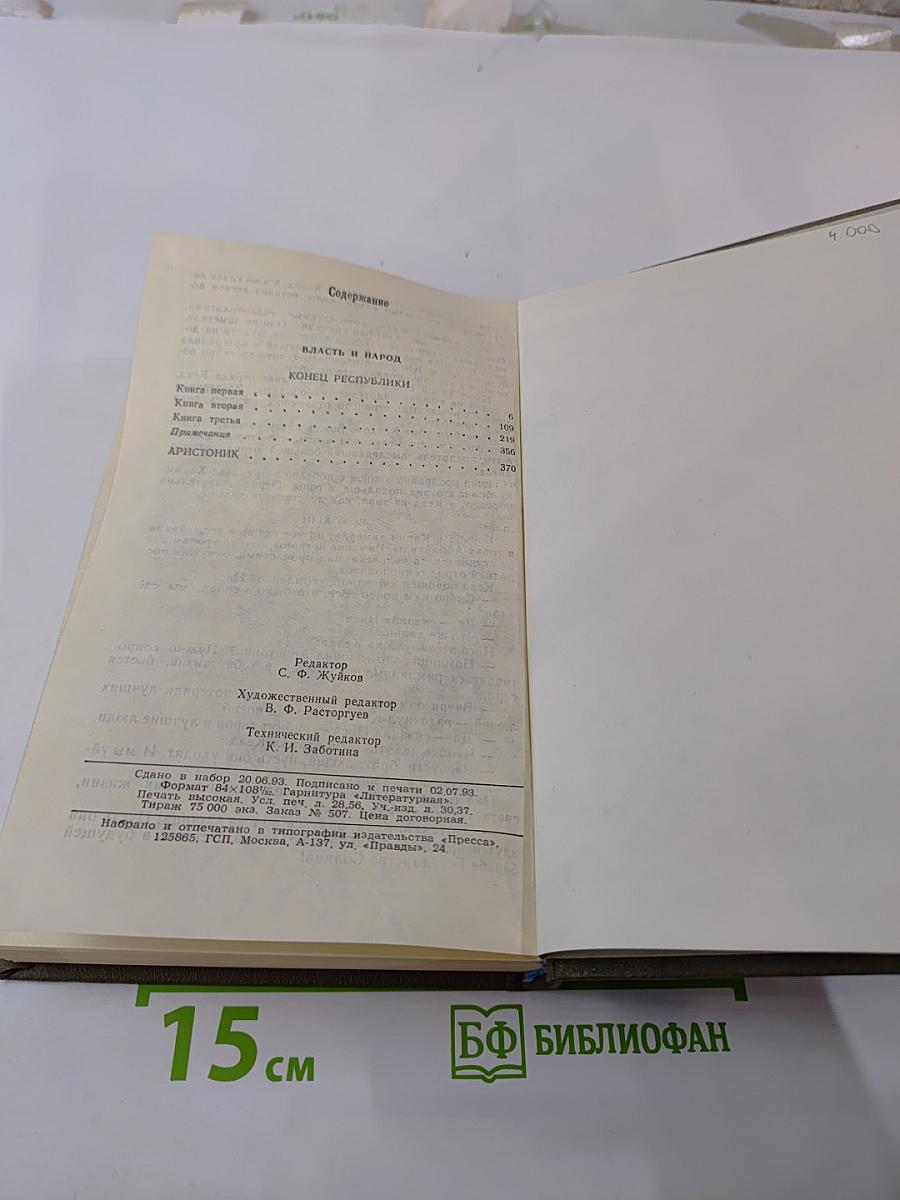 4.000
Содержание
ВЛАСТЬ И НАРОД
КОНЕЦ РЕСПУБЛИКИ
Книга первая . . . . . . . . . . . . . . . . 6
Книга вторая . . . . . . . . . . . . . . . . 109
Книга третья . . . . . . . . . . . . . . . . 219
Примечания . . . . . . . . . . . . . . . . 356
АРИСТОНИК . . . . . . . . . . . . . . . . 370
Редактор
С. Ф. Жуйков
Художественный редактор
В. Ф. Расторгуев
Технический редактор
К. И. Заботина
Сдано в набор 20.06.93. Подписано к печати 02.07.93.
Формат 84×108¹/₃₂. Гарнитура «Литературная».
Печать высокая. Усл. печ. л. 28,56. Уч.-изд. л. 30,37.
Тираж 75 000 экз. Заказ № 507. Цена договорная.
Набрано и отпечатано в типографии издательства «Пресса».
125865, ГСП, Москва, А-137, ул. «Правды», 24.
15 см
БФ БИБЛИОФАН